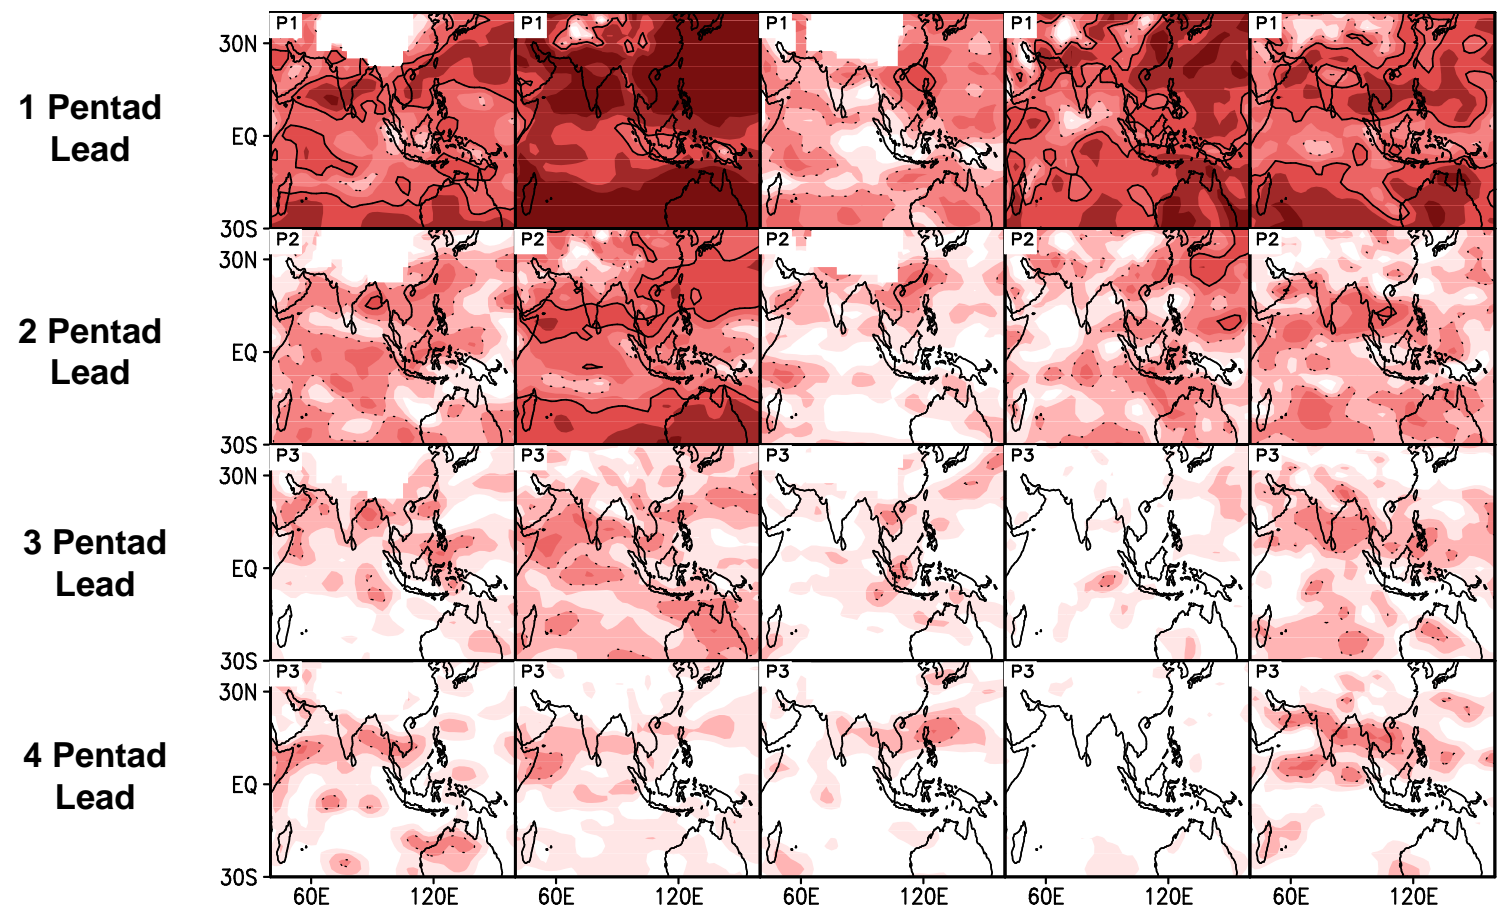 P1 P1 P1 P1 P1
30N
1 Pentad
Lead
EQ
30S
P2 P2 P2 P2 P2
30N
2 Pentad
Lead
EQ
30S
P3 P3 P3 P3 P3
30N
3 Pentad
Lead
EQ
30S
P3 P3 P3 P3 P3
30N
4 Pentad
Lead
EQ
30S
60E 120E 60E 120E 60E 120E 60E 120E 60E 120E